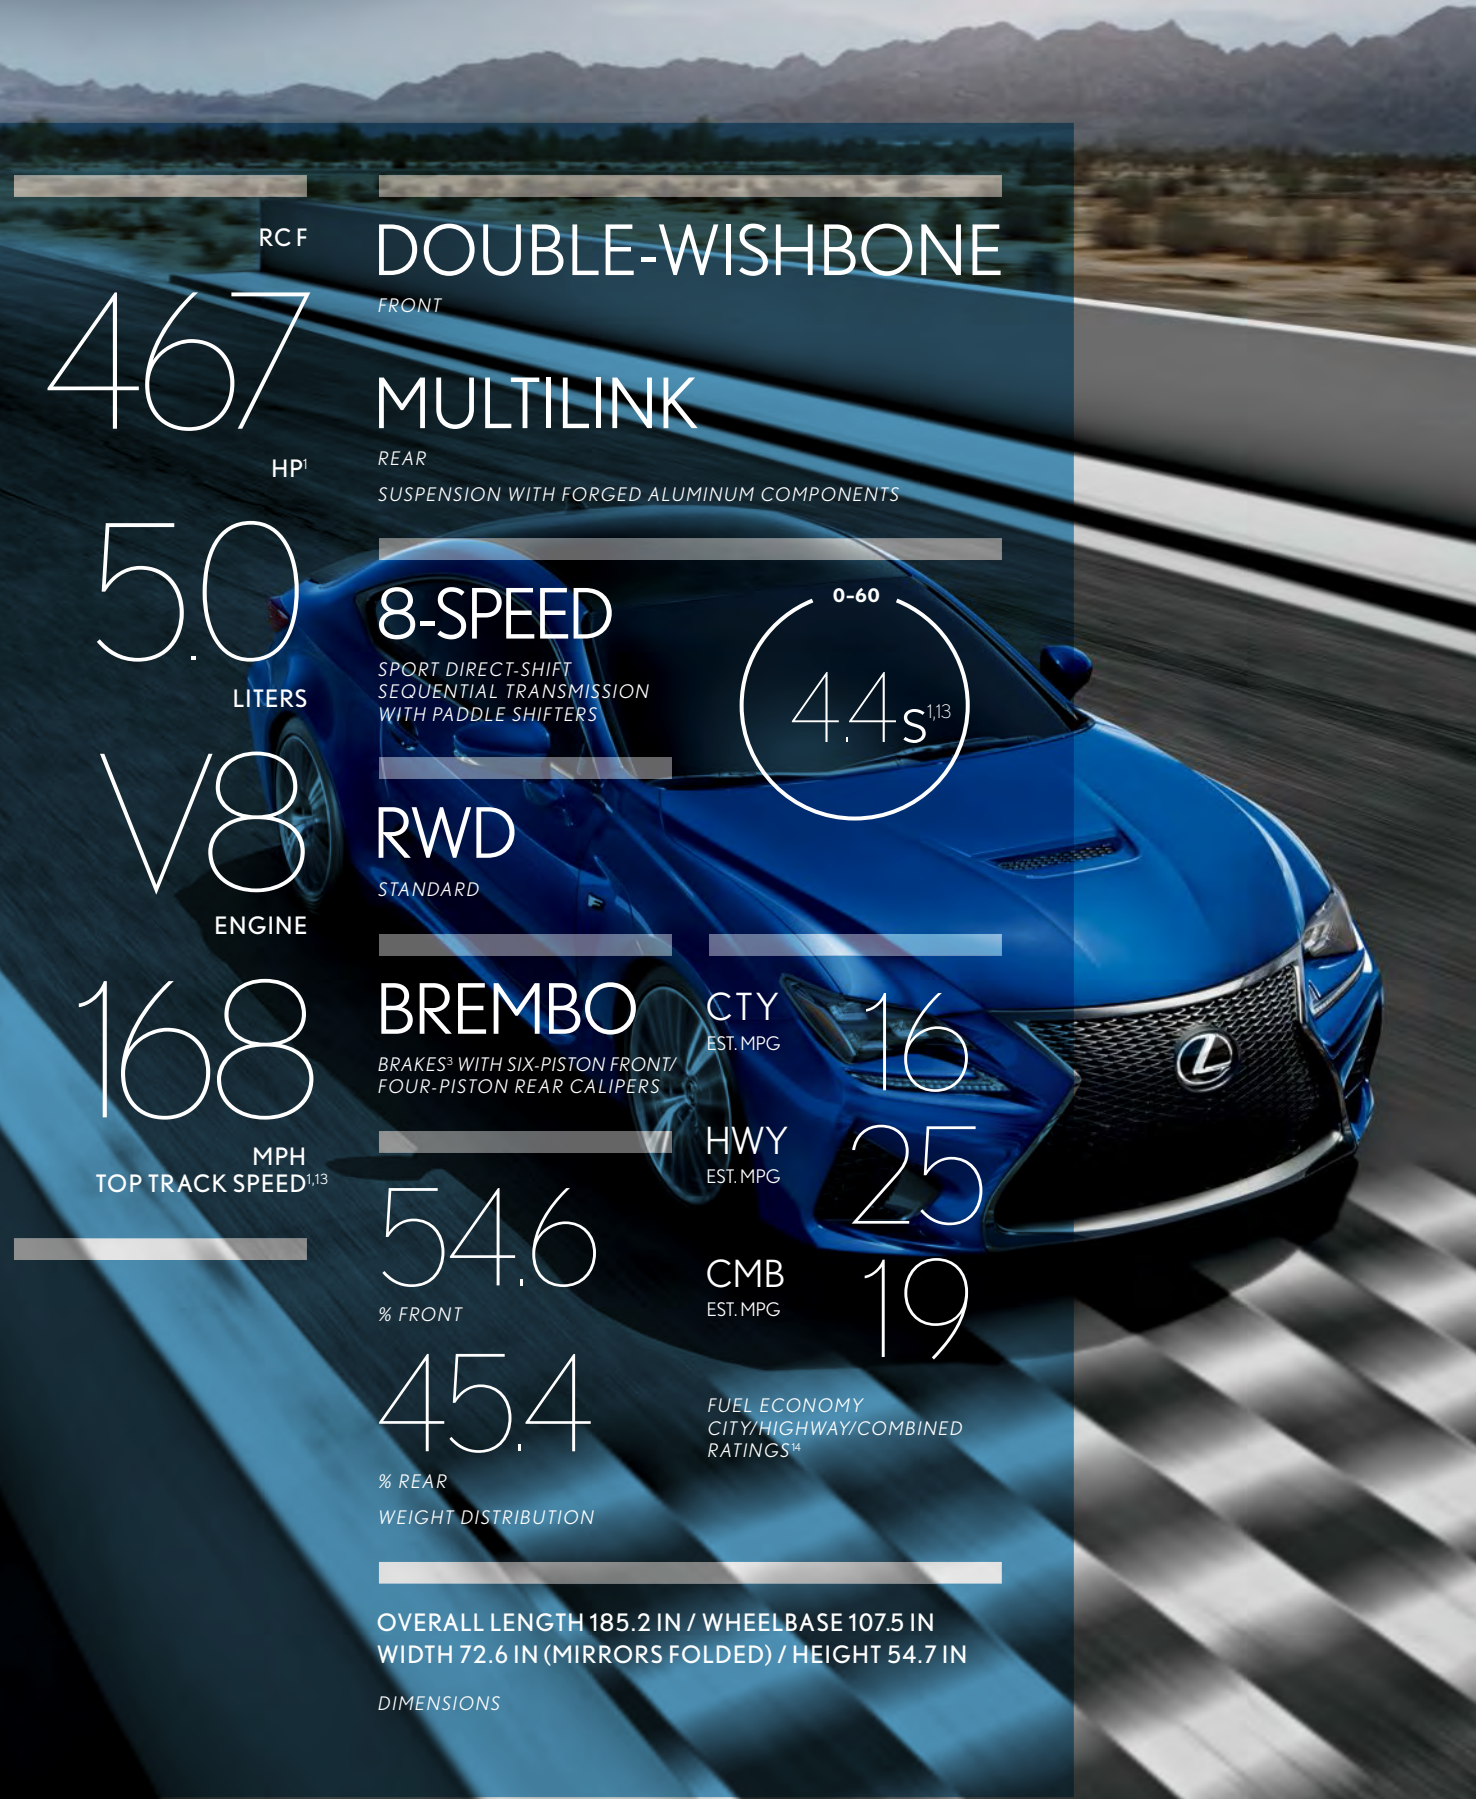 RC F
467
HP1
5.0
LITERS
V8
ENGINE
168
MPH
TOP TRACK SPEED1,13
DOUBLE-WISHBONE
FRONT
MULTILINK
REAR
SUSPENSION WITH FORGED ALUMINUM COMPONENTS
8-SPEED
SPORT DIRECT-SHIFT
SEQUENTIAL TRANSMISSION
WITH PADDLE SHIFTERS
0-60
4.4s1,13
RWD
STANDARD
BREMBO
BRAKES3 WITH SIX-PISTON FRONT/
FOUR-PISTON REAR CALIPERS
54.6
% FRONT
45.4
% REAR
WEIGHT DISTRIBUTION
CTY 16
EST. MPG
HWY 25
EST. MPG
CMB 19
EST. MPG
FUEL ECONOMY
CITY/HIGHWAY/COMBINED
RATINGS14
OVERALL LENGTH 185.2 IN / WHEELBASE 107.5 IN
WIDTH 72.6 IN (MIRRORS FOLDED) / HEIGHT 54.7 IN
DIMENSIONS